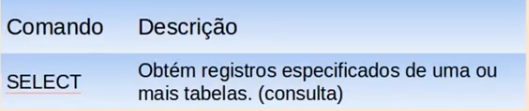 Comando Descrição
SELECT Obtém registros especificados de uma ou
mais tabelas. (consulta)